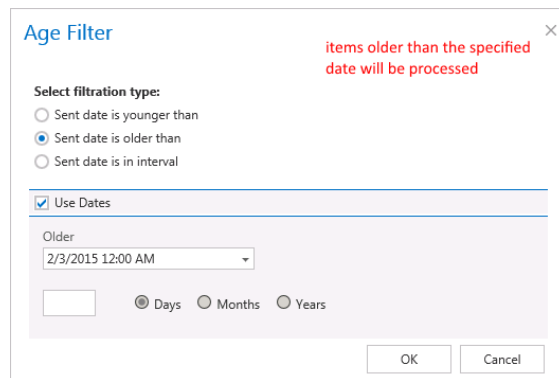 Age Filter
items older than the specified
date will be processed
Select filtration type:
Sent date is younger than
Sent date is older than
Sent date is in interval
Use Dates
Older
2/3/2015 12:00 AM
Days Months Years
OK Cancel